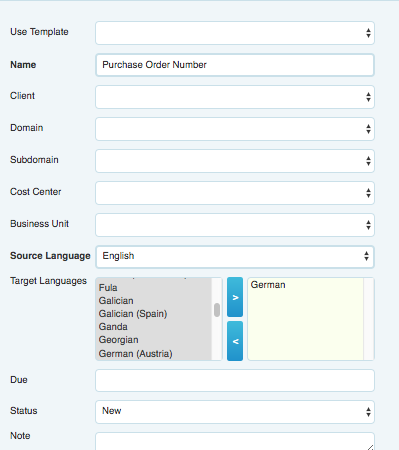 Use Template
Name Purchase Order Number
Client
Domain
Subdomain
Cost Center
Business Unit
Source Language English
Target Languages
Fula
Galician
Galician (Spain)
Ganda
Georgian
German (Austria)
>
<
German
Due
Status New
Note